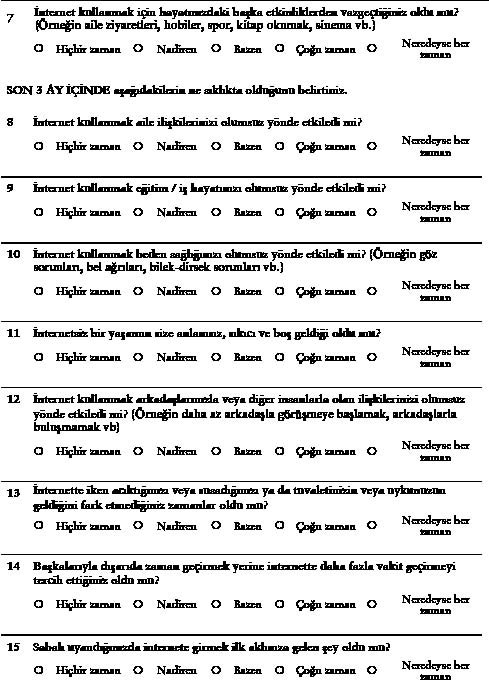 7 İnternet kullanmak için hayatınızdaki başka etkinliklerden vazgeçtiğiniz oldu mu?
(Örneğin aile ziyaretleri, hobiler, spor, kitap okumak, sinema vb.)
O Hiçbir zaman O Nadiren O Bazen O Çoğu zaman O Neredeyse her
zaman
SON 3 AY İÇİNDE aşağıdakilerin ne sıklıkta olduğunu belirtiniz.
8 İnternet kullanmak aile ilişkilerinizi olumsuz yönde etkiledi mi?
O Hiçbir zaman O Nadiren O Bazen O Çoğu zaman O Neredeyse her
zaman
9 İnternet kullanmak eğitim / iş hayatınızı olumsuz yönde etkiledi mi?
O Hiçbir zaman O Nadiren O Bazen O Çoğu zaman O Neredeyse her
zaman
10 İnternet kullanmak beden sağlığınızı olumsuz yönde etkiledi mi? (Örneğin göz
sorunları, bel ağrıları, bilek-dirsek sorunları vb.)
O Hiçbir zaman O Nadiren O Bazen O Çoğu zaman O Neredeyse her
zaman
11 İnternetsiz bir yaşamın size anlamsız, sıkıcı ve boş geldiği oldu mu?
O Hiçbir zaman O Nadiren O Bazen O Çoğu zaman O Neredeyse her
zaman
12 İnternet kullanmak arkadaşlarınızla veya diğer insanlarla olan ilişkilerinizi olumsuz
yönde etkiledi mi? (Örneğin daha az arkadaşla görüşmeye başlamak, arkadaşlarla
buluşmamak vb)
O Hiçbir zaman O Nadiren O Bazen O Çoğu zaman O Neredeyse her
zaman
13 İnternette iken acıktığınızı veya susadığınızı ya da tuvaletinizin veya uykunuzun
geldiğini fark etmediğiniz zamanlar oldu mu?
O Hiçbir zaman O Nadiren O Bazen O Çoğu zaman O Neredeyse her
zaman
14 Başkalarıyla dışarıda zaman geçirmek yerine internette daha fazla vakit geçirmeyi
tercih ettiğiniz oldu mu?
O Hiçbir zaman O Nadiren O Bazen O Çoğu zaman O Neredeyse her
zaman
15 Sabah uyandığınızda internete girmek ilk aklınıza gelen şey oldu mu?
O Hiçbir zaman O Nadiren O Bazen O Çoğu zaman O Neredeyse her
zaman